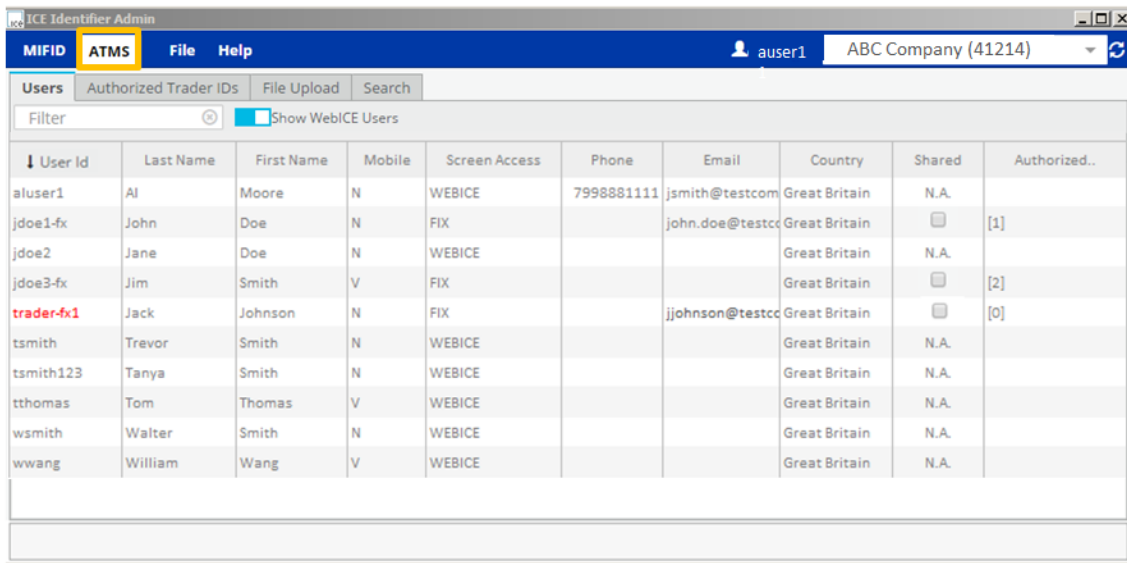 ice ICE Identifier Admin
MIFID ATMS File Help auser1 ABC Company (41214)
Users Authorized Trader IDs File Upload Search
Filter Show WebICE Users
User Id Last Name First Name Mobile Screen Access Phone Email Country Shared Authorized..
aluser1 Al Moore N WEBICE 7998881111 jsmith@testcom Great Britain N.A.
jdoe1-fx John Doe N FIX john.doe@testcc Great Britain [1]
jdoe2 Jane Doe N WEBICE Great Britain N.A.
jdoe3-fx Jim Smith V FIX Great Britain [2]
trader-fx1 Jack Johnson N FIX jjohnson@testcc Great Britain [0]
tsmith Trevor Smith N WEBICE Great Britain N.A.
tsmith123 Tanya Smith N WEBICE Great Britain N.A.
tthomas Tom Thomas V WEBICE Great Britain N.A.
wsmith Walter Smith N WEBICE Great Britain N.A.
wwang William Wang V WEBICE Great Britain N.A.